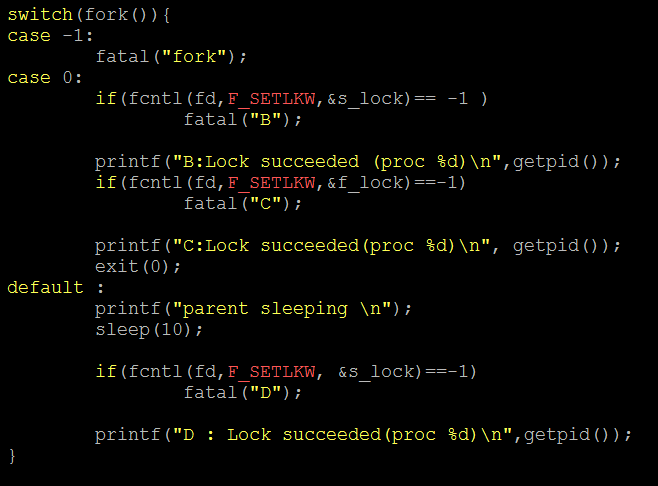 switch(fork()){
case -1:
        fatal("fork");
case 0:
        if(fcntl(fd,F_SETLKW,&s_lock)== -1 )
                fatal("B");

        printf("B:Lock succeeded (proc %d)\n",getpid());
        if(fcntl(fd,F_SETLKW,&f_lock)==-1)
                fatal("C");

        printf("C:Lock succeeded(proc %d)\n", getpid());
        exit(0);
default :
        printf("parent sleeping \n");
        sleep(10);

        if(fcntl(fd,F_SETLKW, &s_lock)==-1)
                fatal("D");

        printf("D : Lock succeeded(proc %d)\n",getpid());
}